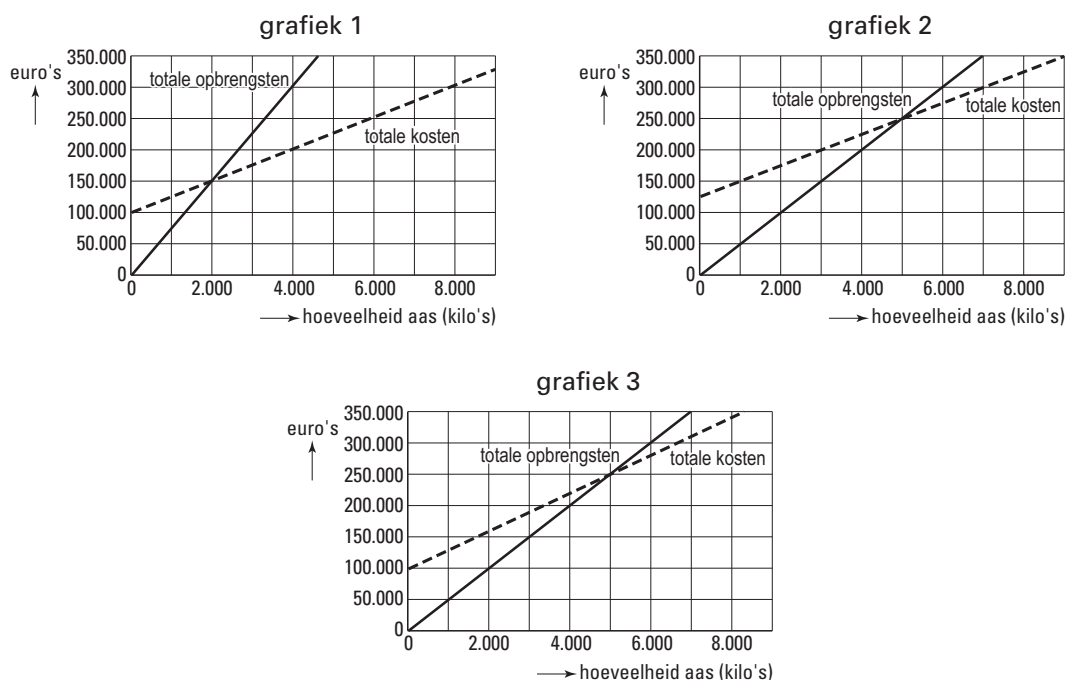 grafiek 1
euro's
350.000
300.000
250.000
200.000
150.000
100.000
50.000
0
totale opbrengsten
totale kosten
0 2.000 4.000 6.000 8.000
hoeveelheid aas (kilo's)
grafiek 2
euro's
350.000
300.000
250.000
200.000
150.000
100.000
50.000
0
totale opbrengsten
totale kosten
0 2.000 4.000 6.000 8.000
hoeveelheid aas (kilo's)
grafiek 3
euro's
350.000
300.000
250.000
200.000
150.000
100.000
50.000
0
totale opbrengsten
totale kosten
0 2.000 4.000 6.000 8.000
hoeveelheid aas (kilo's)